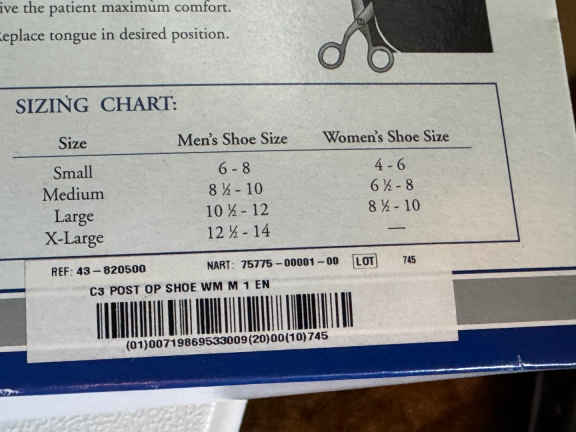 ive the patient maximum comfort.
eplace tongue in desired position.
SIZING CHART:
Size Men's Shoe Size Women's Shoe Size
Small 6 - 8 4 - 6
Medium 8 ½ - 10 6 ½ - 8
Large 10 ½ - 12 8 ½ - 10
X-Large 12 ½ - 14 —
REF: 43-820500 NART: 75775-00001-00 LOT 745
C3 POST OP SHOE WM M 1 EN
(01)00719869533009(20)00(10)745